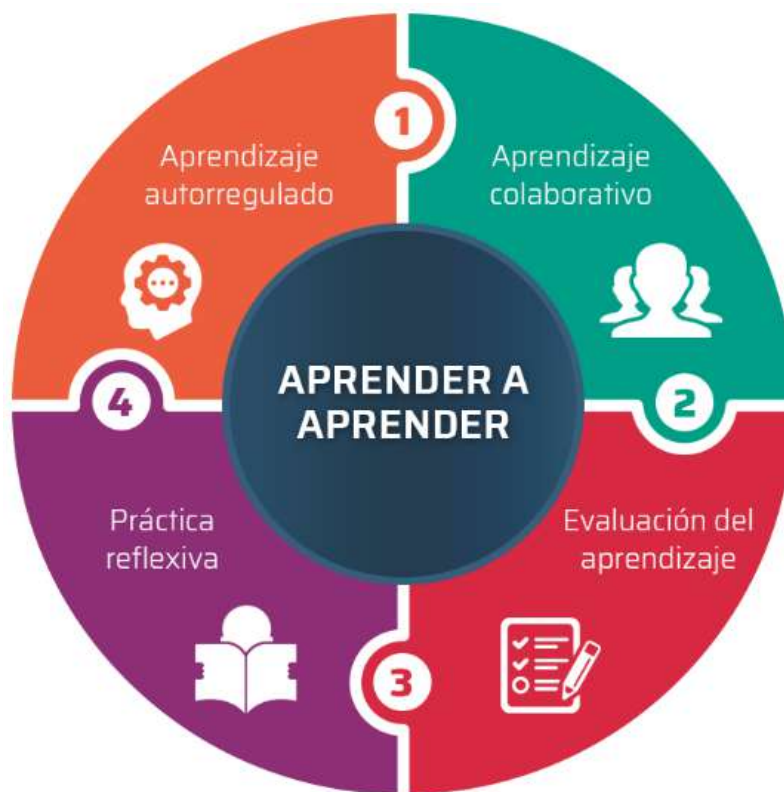 1
Aprendizaje
autorregulado
Aprendizaje
colaborativo
2
Evaluación del
aprendizaje
3
Práctica
reflexiva
4
APRENDER A
APRENDER